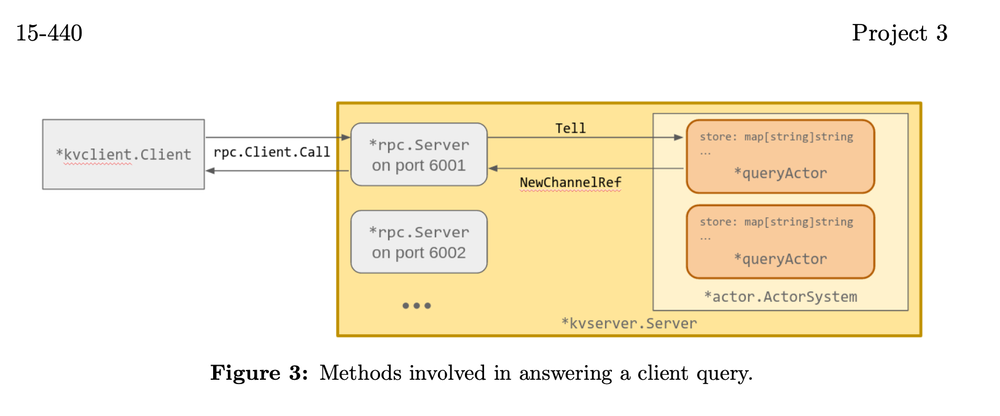 15-440
Project 3
*kvclient.Client
rpc.Client.Call
*rpc.Server
on port 6001
Tell
NewChannelRef
store: map[string]string
...
*queryActor
*rpc.Server
on port 6002
store: map[string]string
...
*queryActor
*actor.ActorSystem
•••
*kvserver.Server
Figure 3: Methods involved in answering a client query.